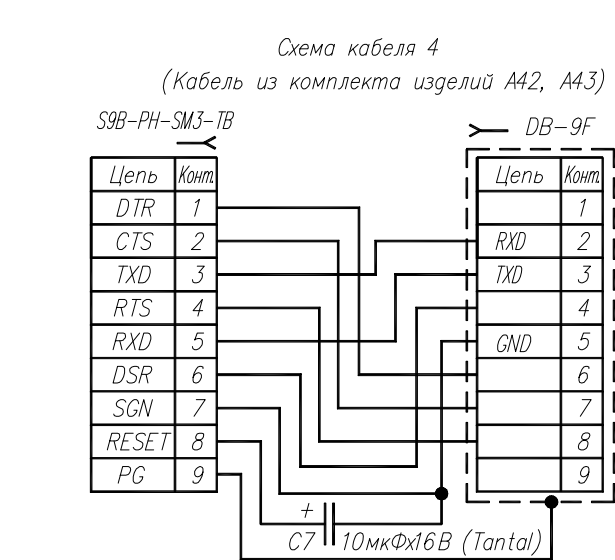 Схема кабеля 4
(Кабель из комплекта изделий А42, А43)
S9B-PH-SM3-TB
DB-9F
Цепь Конт.
DTR 1
CTS 2
TXD 3
RTS 4
RXD 5
DSR 6
SGN 7
RESET 8
PG 9
Цепь Конт.
1
RXD 2
TXD 3
4
GND 5
6
7
8
9
+
C7 10мкФх16В (Tantal)